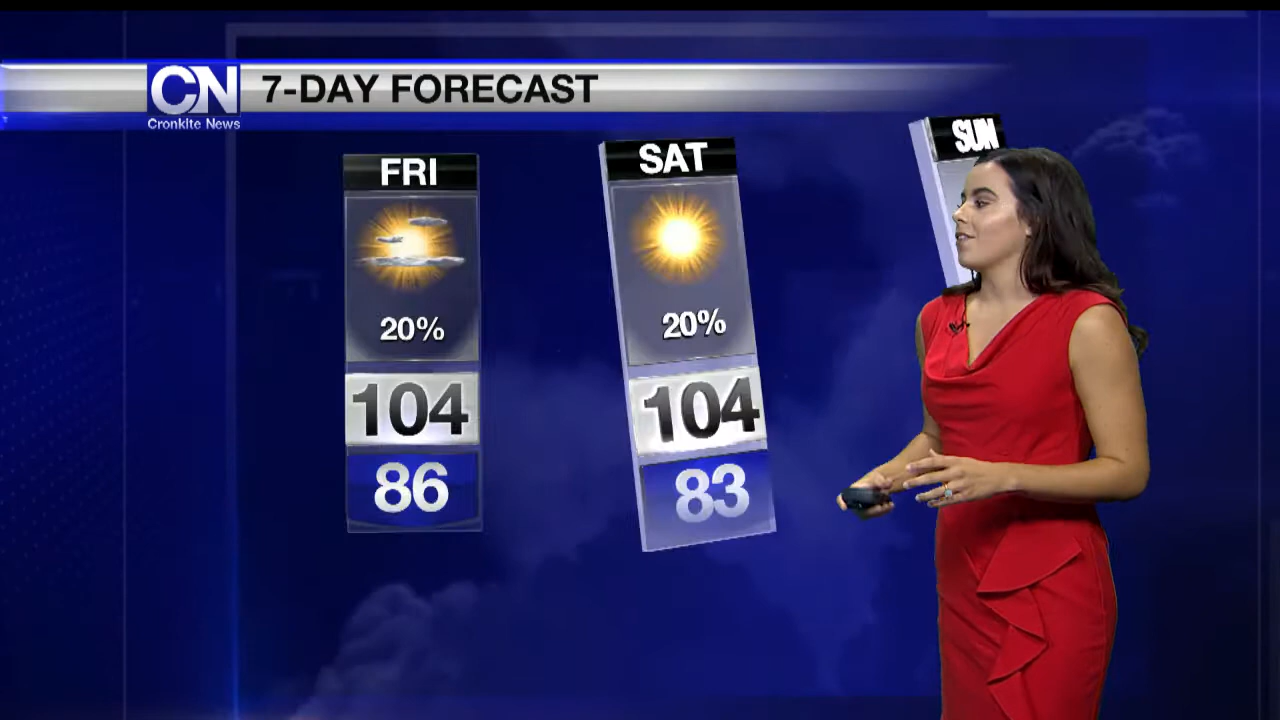 CN 7-DAY FORECAST
Cronkite News
FRI
SAT
SUN
20%
20%
104
104
86
83